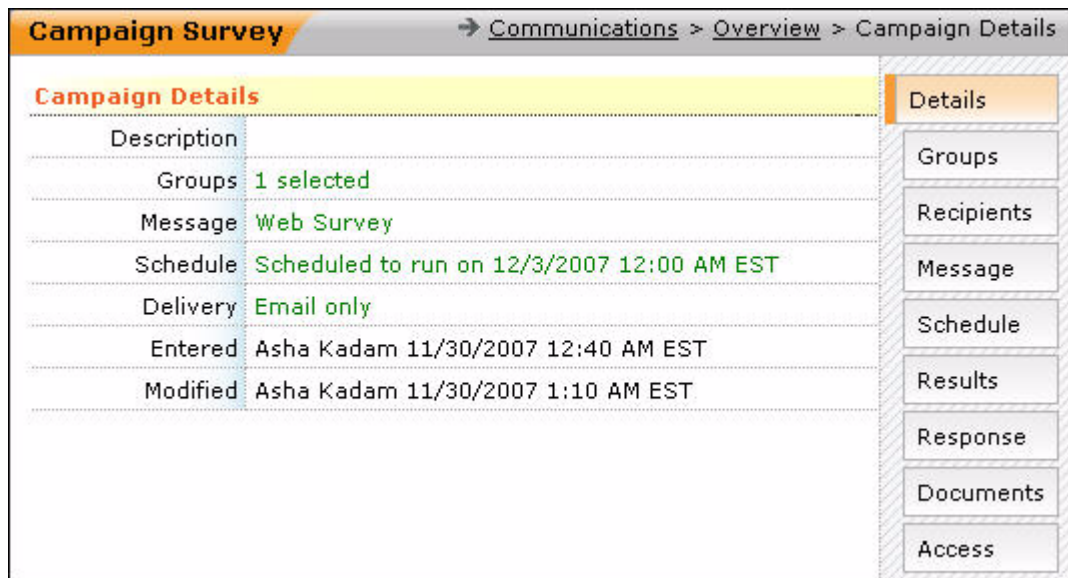 Campaign Survey
➔ Communications > Overview > Campaign Details
Campaign Details
Description
Groups 1 selected
Message Web Survey
Schedule Scheduled to run on 12/3/2007 12:00 AM EST
Delivery Email only
Entered Asha Kadam 11/30/2007 12:40 AM EST
Modified Asha Kadam 11/30/2007 1:10 AM EST
Details
Groups
Recipients
Message
Schedule
Results
Response
Documents
Access